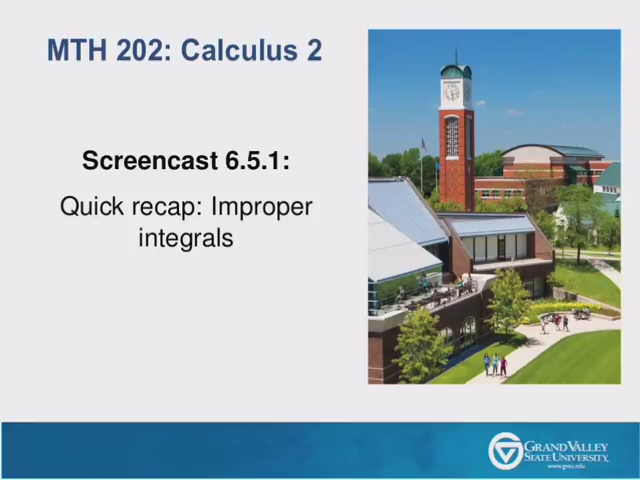 MTH 202: Calculus 2
Screencast 6.5.1:
Quick recap: Improper
integrals
GRAND VALLEY
STATE UNIVERSITY.
www.gvsu.edu